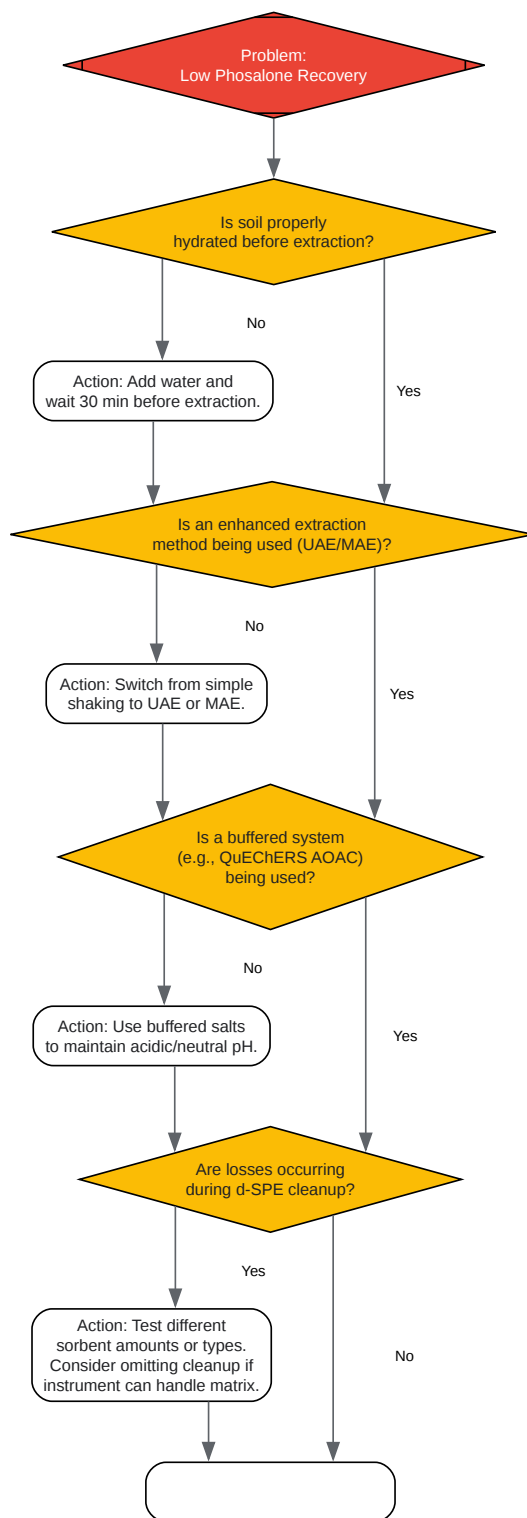 Problem:
Low Phosalone Recovery
Is soil properly
hydrated before extraction?
No
Action: Add water and
wait 30 min before extraction.
Yes
Is an enhanced extraction
method being used (UAE/MAE)?
No
Action: Switch from simple
shaking to UAE or MAE.
Yes
Is a buffered system
(e.g., QuEChERS AOAC)
being used?
No
Action: Use buffered salts
to maintain acidic/neutral pH.
Yes
Are losses occurring
during d-SPE cleanup?
Yes
Action: Test different
sorbent amounts or types.
Consider omitting cleanup if
instrument can handle matrix.
No